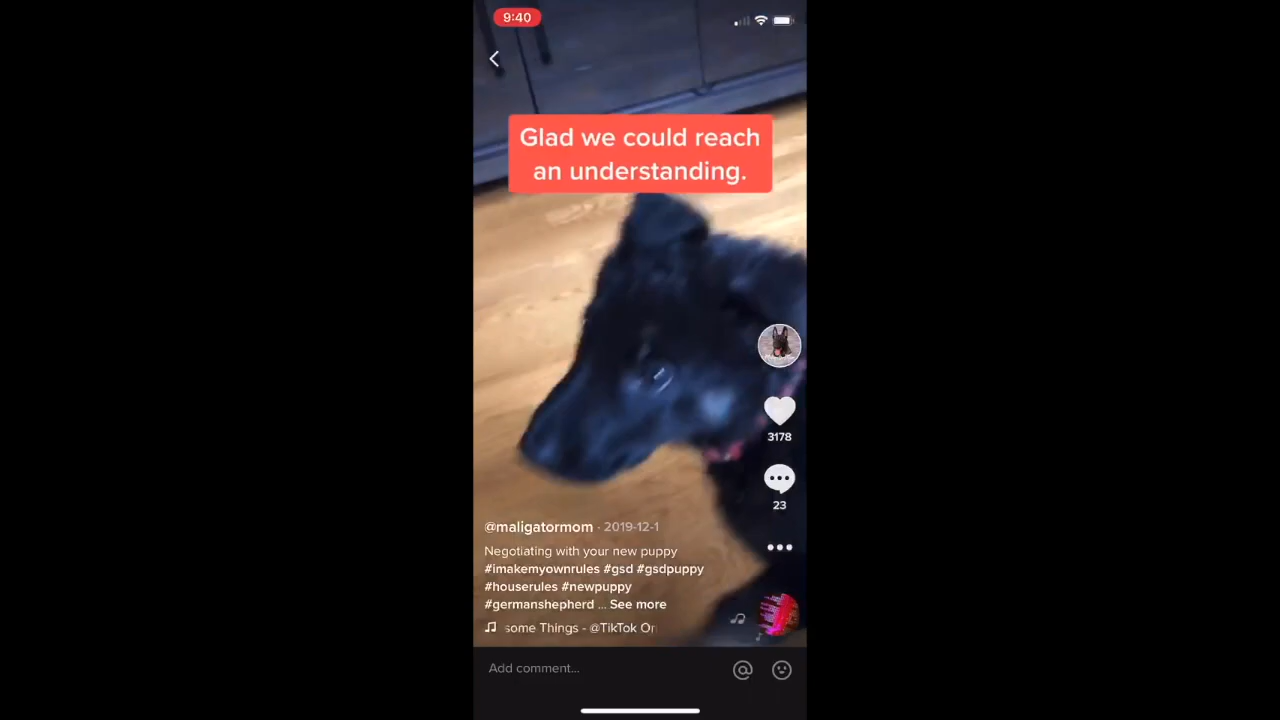 9:40
Glad we could reach
an understanding.
3178
23
@maligatormom · 2019-12-1
Negotiating with your new puppy
#imakemyownrules #gsd #gsdpuppy
#houserules #newpuppy
#germanshepherd ... See more
some Things - @TikTok Or
Add comment...